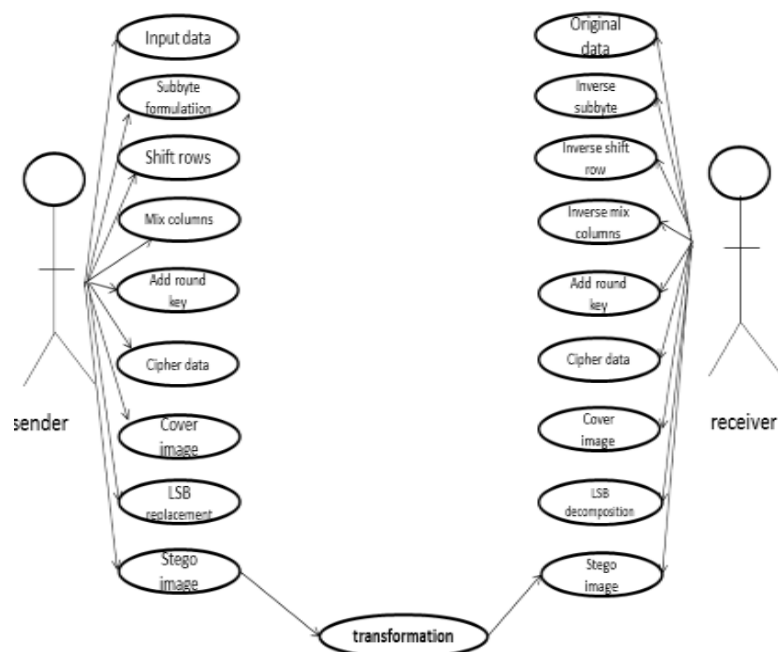 Input data
Subbyte
formulatiion
Shift rows
Mix columns
Add round
key
Cipher data
Cover
image
LSB
replacement
Stego
image
sender
transformation
Original
data
Inverse
subbyte
Inverse shift
row
Inverse mix
columns
Add round
key
Cipher data
Cover
image
LSB
decomposition
Stego
image
receiver